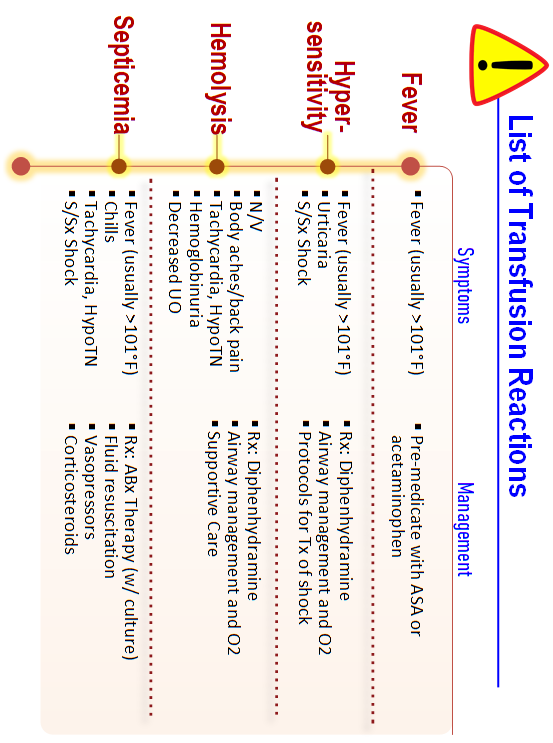 List of Transfusion Reactions
Symptoms
Management
Fever
▪ Fever (usually >101°F)
▪ Pre-medicate with ASA or
acetaminophen
Hyper-
sensitivity
▪ Fever (usually >101°F)
▪ Urticaria
▪ S/Sx Shock
▪ Rx: Diphenhydramine
▪ Airway management and O2
▪ Protocols for Tx of shock
Hemolysis
▪ N/V
▪ Body aches/back pain
▪ Tachycardia, HypoTN
▪ Hemoglobinuria
▪ Decreased UO
▪ Rx: Diphenhydramine
▪ Airway management and O2
▪ Supportive Care
Septicemia
▪ Fever (usually >101°F)
▪ Chills
▪ Tachycardia, HypoTN
▪ S/Sx Shock
▪ Rx: ABx Therapy (w/ culture)
▪ Fluid resuscitation
▪ Vasopressors
▪ Corticosteroids